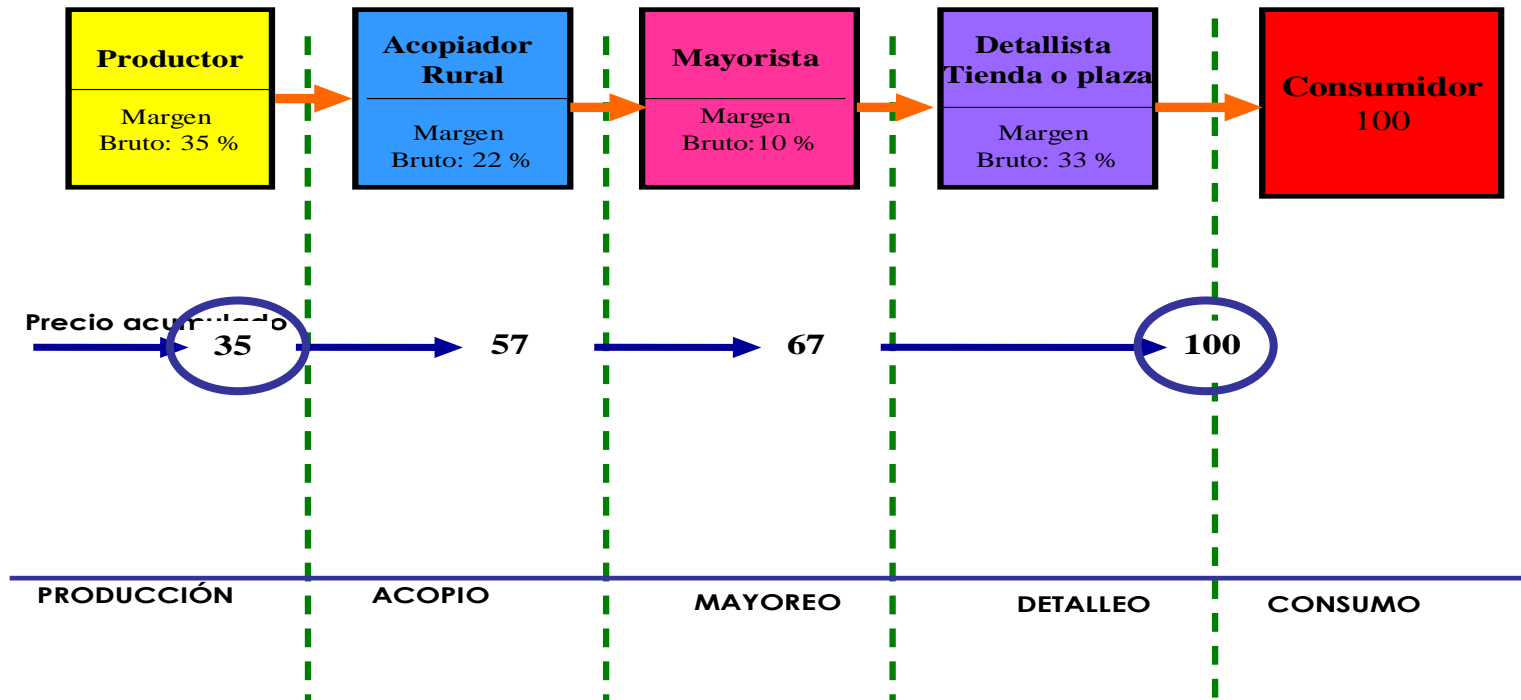 Productor
Margen
Bruto: 35 %
Acopiador
Rural
Margen
Bruto: 22 %
Mayorista
Margen
Bruto:10 %
Detallista
Tienda o plaza
Margen
Bruto: 33 %
Consumidor
100
Precio acumulado
35
57
67
100
PRODUCCIÓN
ACOPIO
MAYOREO
DETALLEO
CONSUMO